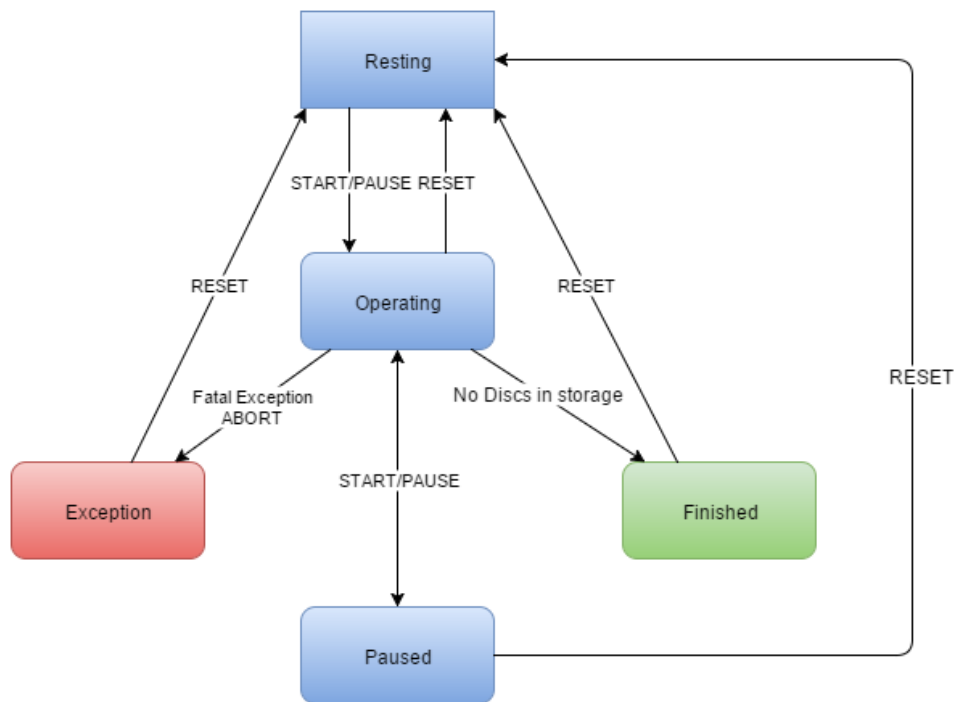 Resting
START/PAUSE RESET
RESET
Operating
RESET
Fatal Exception
ABORT
No Discs in storage
RESET
START/PAUSE
Exception
Finished
Paused